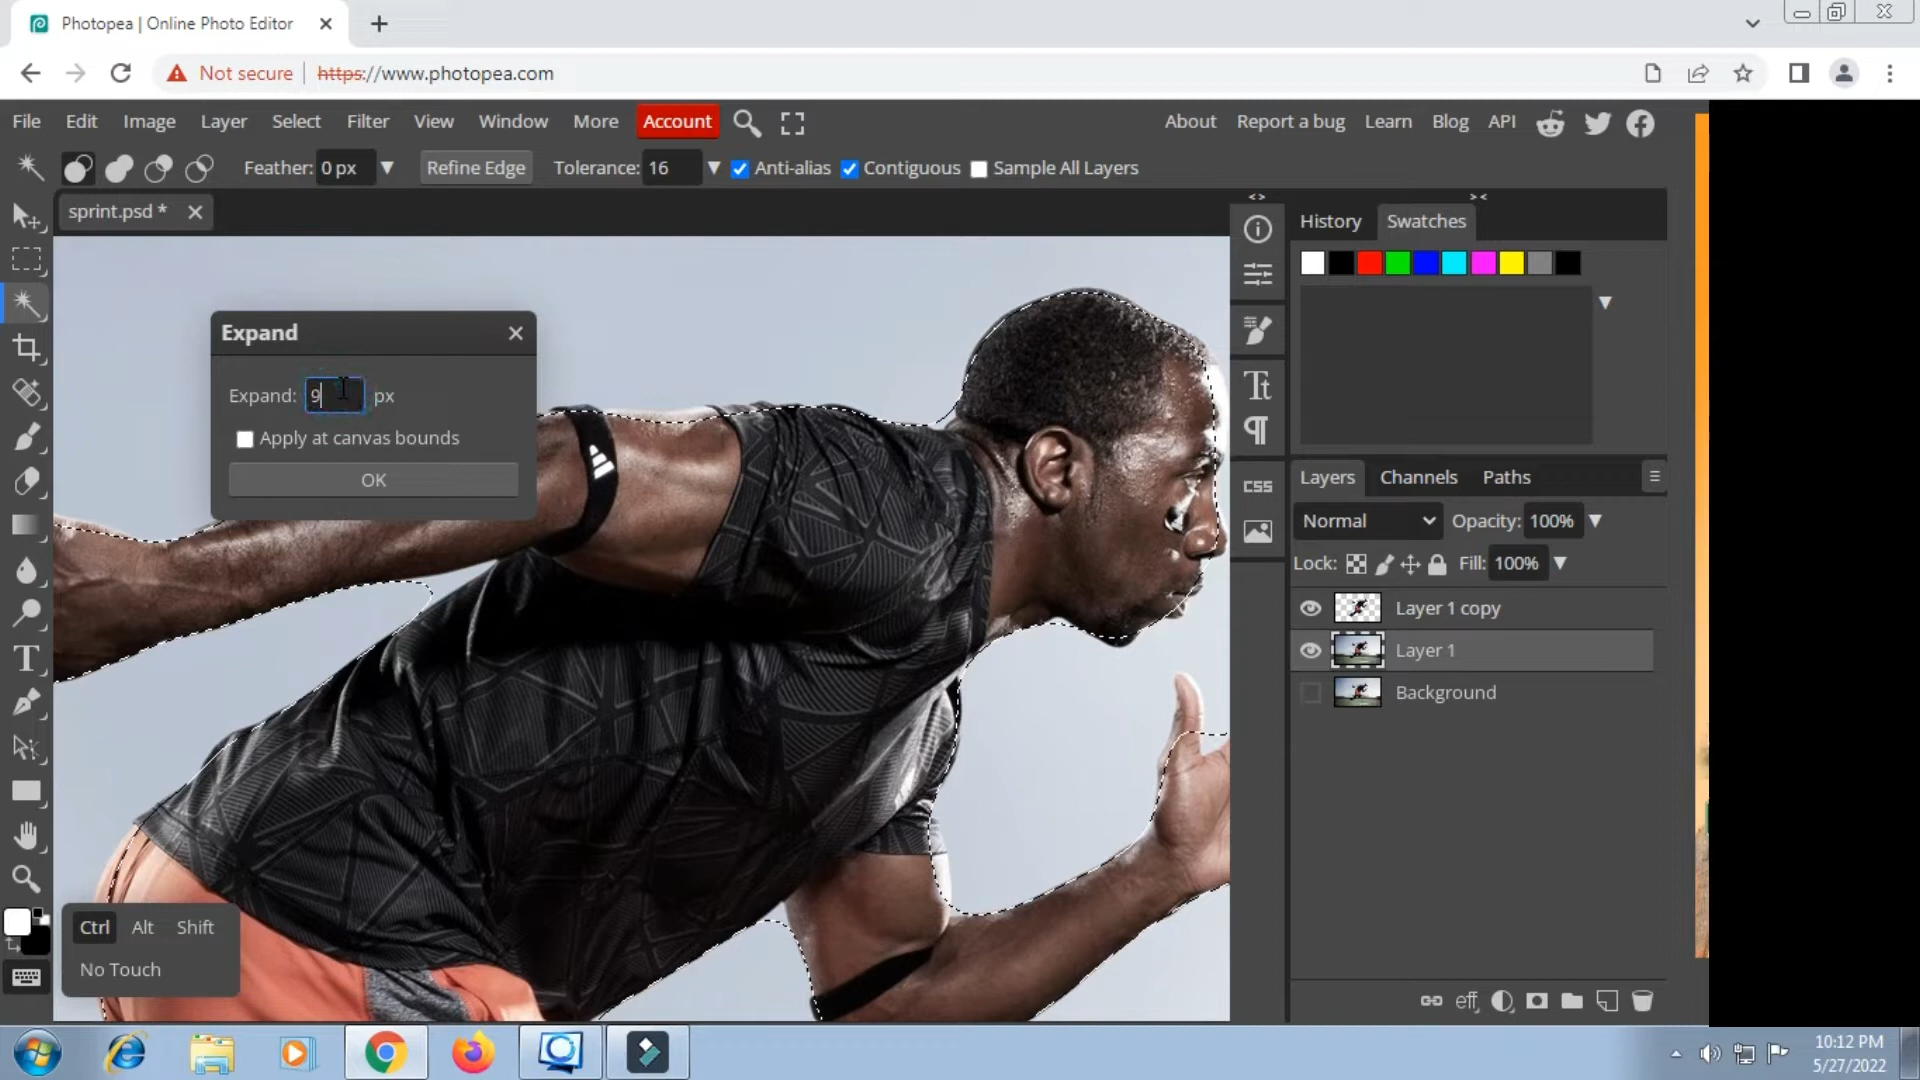 Photopea | Online Photo Editor
Not secure https://www.photopea.com
File Edit Image Layer Select Filter View Window More Account About Report a bug Learn Blog API
Feather: 0 px Refine Edge Tolerance: 16 Anti-alias Contiguous Sample All Layers
sprint.psd *
History Swatches
Expand
Expand: 9 px
Apply at canvas bounds
OK
CSS
Layers Channels Paths
Normal Opacity: 100%
Lock: Fill: 100%
Layer 1 copy
Layer 1
Background
Ctrl Alt Shift
No Touch
eff
10:12 PM
5/27/2022